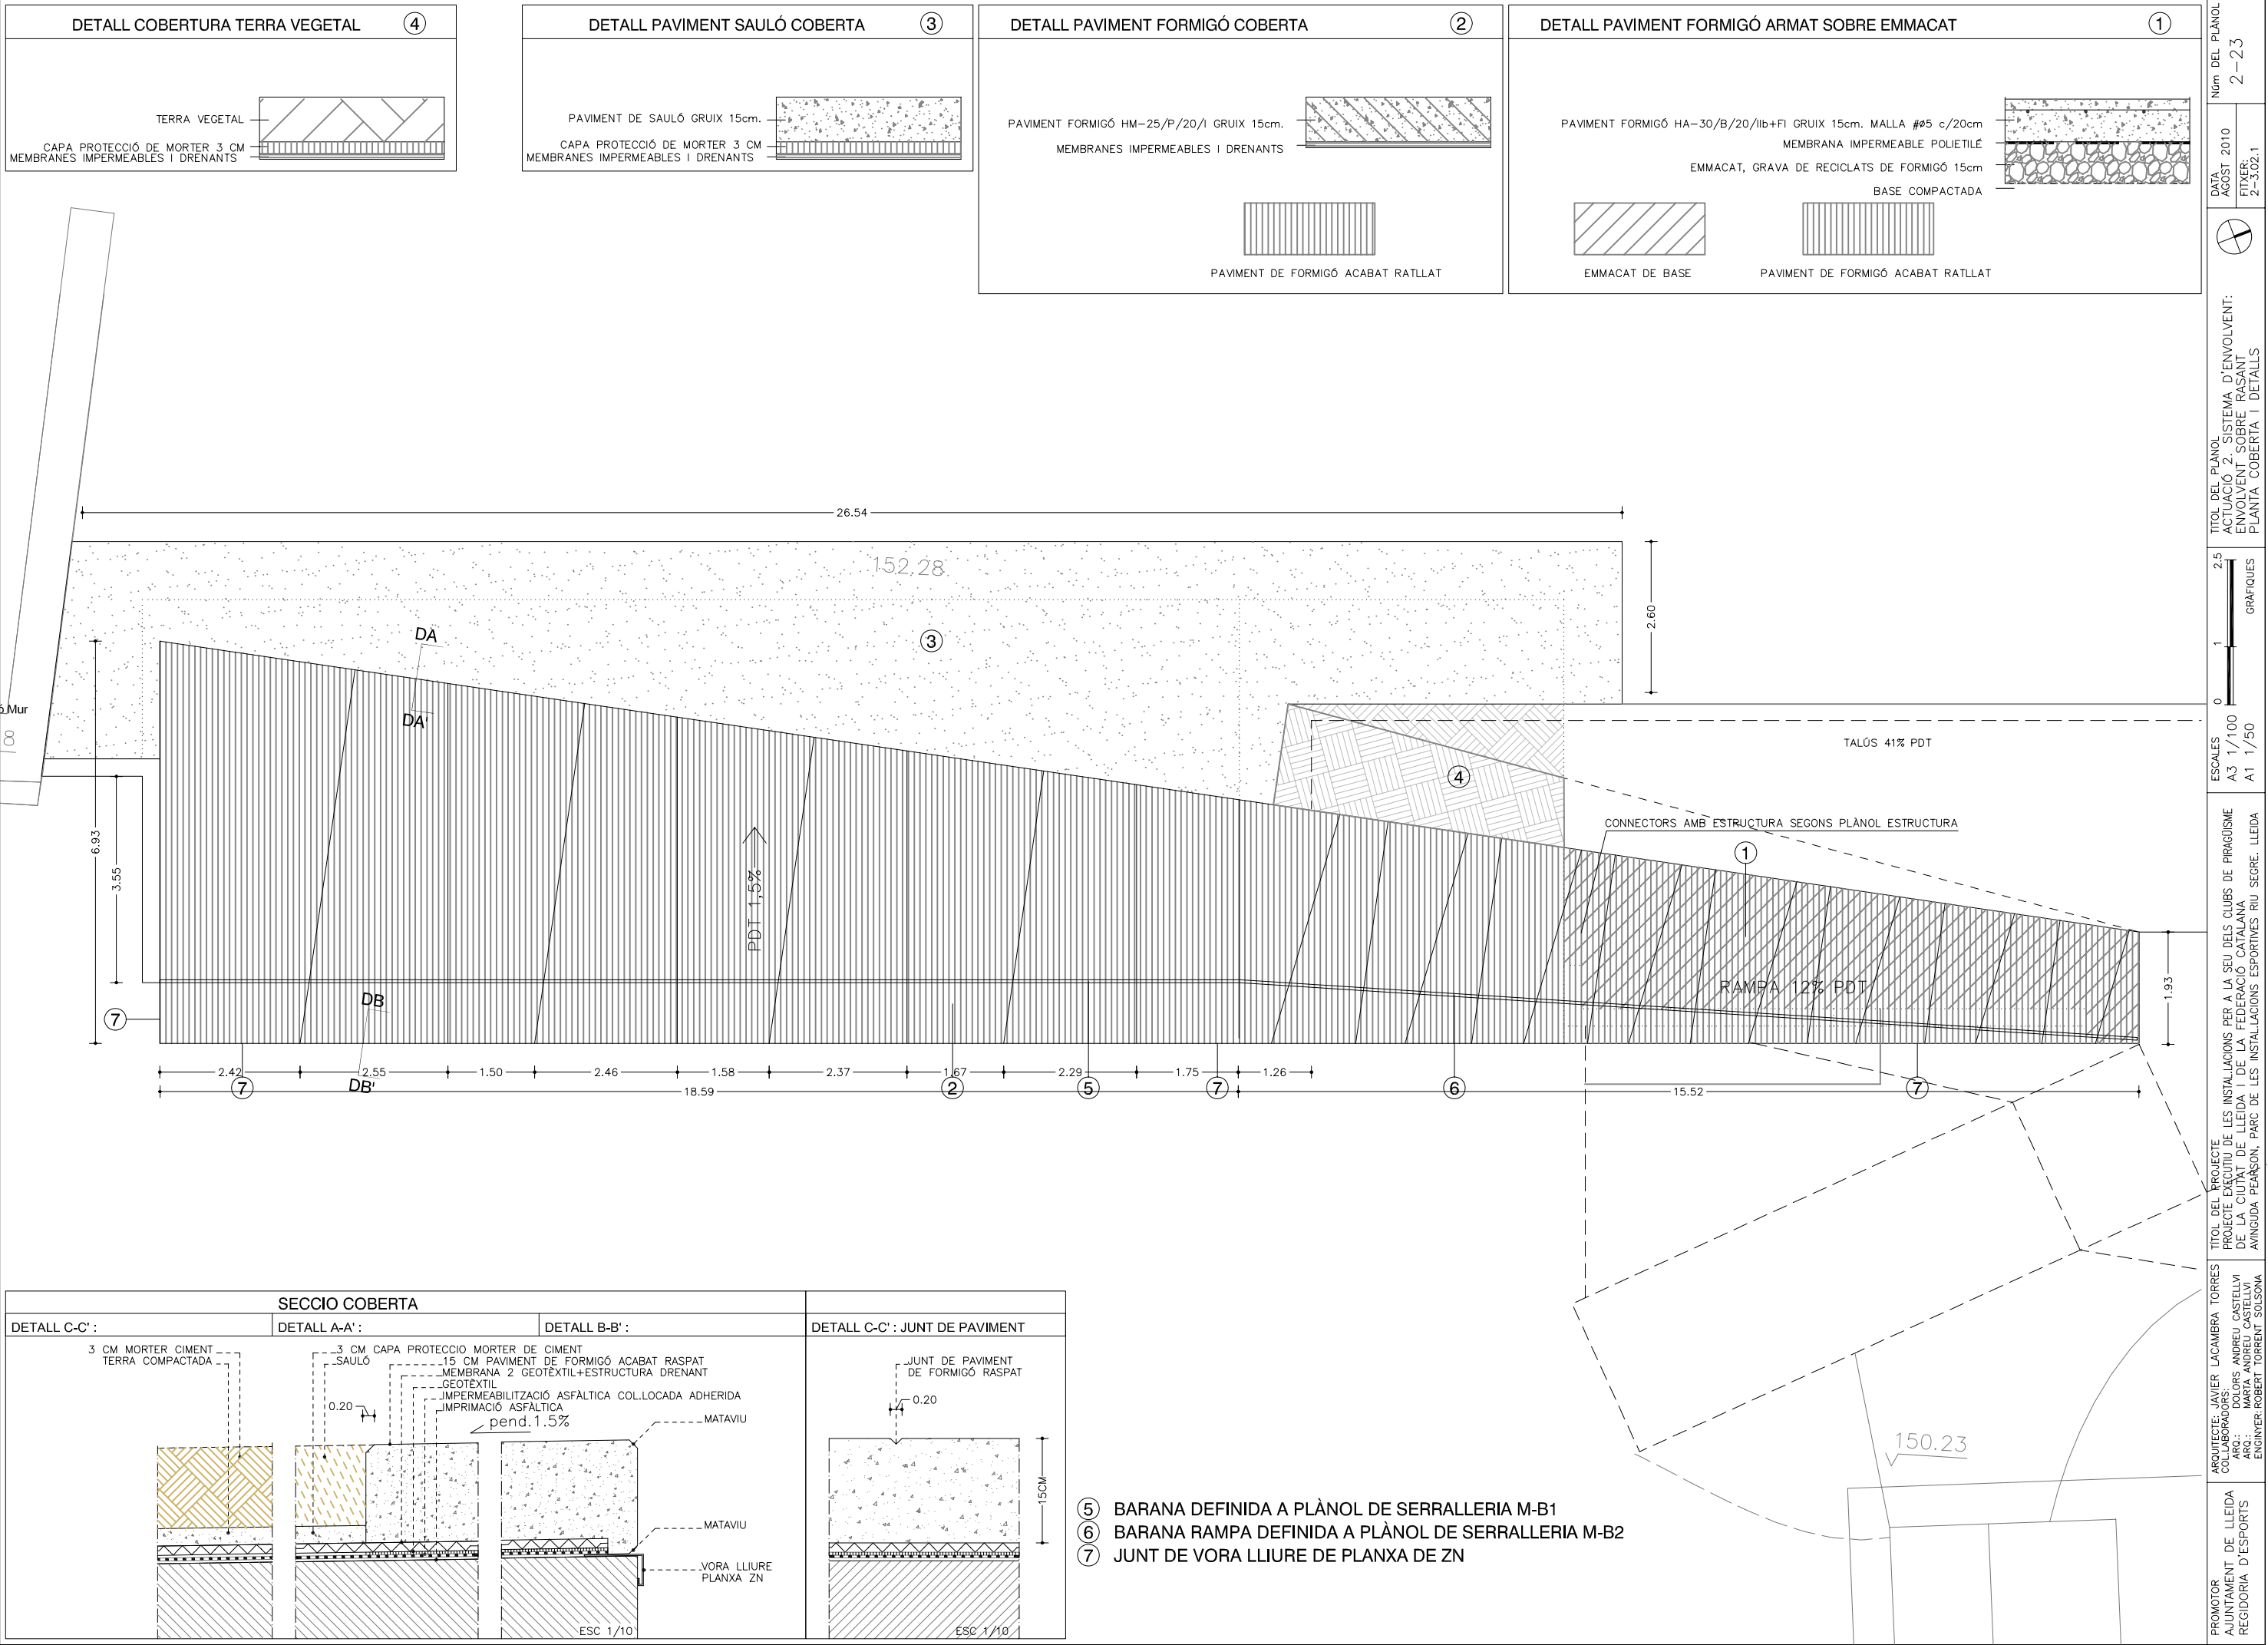 DETALL COBERTURA TERRA VEGETAL 4
TERRA VEGETAL
CAPA PROTECCIÓ DE MORTER 3 CM
MEMBRANES IMPERMEABLES I DRENANTS
DETALL PAVIMENT SAULÓ COBERTA 3
PAVIMENT DE SAULÓ GRUIX 15cm.
CAPA PROTECCIÓ DE MORTER 3 CM
MEMBRANES IMPERMEABLES I DRENANTS
DETALL PAVIMENT FORMIGÓ COBERTA 2
PAVIMENT FORMIGÓ HM-25/P/20/I GRUIX 15cm.
MEMBRANES IMPERMEABLES I DRENANTS
PAVIMENT DE FORMIGÓ ACABAT RATLLAT
DETALL PAVIMENT FORMIGÓ ARMAT SOBRE EMMACAT 1
PAVIMENT FORMIGÓ HA-30/B/20/IIb+FI GRUIX 15cm. MALLA #Ø5 c/20cm
MEMBRANA IMPERMEABLE POLIETILÉ
EMMACAT, GRAVA DE RECICLATS DE FORMIGÓ 15cm
BASE COMPACTADA
EMMACAT DE BASE
PAVIMENT DE FORMIGÓ ACABAT RATLLAT
26.54
152.28
2.60
DA
3
DA'
ó Mur
00
TALÚS 41% PDT
4
CONNECTORS AMB ESTRUCTURA SEGONS PLÀNOL ESTRUCTURA
1
6.93
3.55
PDT 1,5%
RAMPA 12% PDT
1.93
DB
7
2.42
2.55
1.50
2.46
1.58
2.37
1.67
2.29
1.75
1.26
7
DB'
2
5
7
6
7
18.59
15.52
SECCIO COBERTA
DETALL C-C' :
DETALL A-A' :
DETALL B-B' :
DETALL C-C' : JUNT DE PAVIMENT
3 CM MORTER CIMENT
TERRA COMPACTADA
3 CM CAPA PROTECCIO MORTER DE CIMENT
SAULÓ
15 CM PAVIMENT DE FORMIGÓ ACABAT RASPAT
MEMBRANA 2 GEOTÈXTIL+ESTRUCTURA DRENANT
GEOTÈXTIL
IMPERMEABILITZACIÓ ASFÀLTICA COL.LOCADA ADHERIDA
IMPRIMACIÓ ASFÀLTICA
0.20
pend.1.5%
MATAVIU
MATAVIU
VORA LLIURE
PLANXA ZN
ESC 1/10
JUNT DE PAVIMENT
DE FORMIGÓ RASPAT
0.20
15CM
ESC 1/10
5 BARANA DEFINIDA A PLÀNOL DE SERRALLERIA M-B1
6 BARANA RAMPA DEFINIDA A PLÀNOL DE SERRALLERIA M-B2
7 JUNT DE VORA LLIURE DE PLANXA DE ZN
150.23
Núm DEL PLÀNOL
2-23
DATA
AGOST 2010
FITXER:
2-3.02.1
TITOL DEL PLÀNOL
ACTUACIÓ 2. SISTEMA D'ENVOLVENT:
ENVOLVENT SOBRE RASANT
PLANTA COBERTA I DETALLS
0 1 2.5
GRÀFIQUES
ESCALES
A3 1/100
A1 1/50
TÍTOL DEL PROJECTE
PROJECTE EXECUTIU DE LES INSTAL.LACIONS PER A LA SEU DELS CLUBS DE PIRAGÜISME
DE LA CIUTAT DE LLEIDA I DE LA FEDERACIÓ CATALANA
AVINGUDA PEARSON, PARC DE LES INSTAL.LACIONS ESPORTIVES RIU SEGRE. LLEIDA
ARQUITECTE: JAVIER LACAMBRA TORRES
COL.LABORADORS:
ARQ.: DOLORS ANDREU CASTELLVI
ARQ.: MARTA ANDREU CASTELLVI
ENGINYER: ROBERT TORRENT SOLSONA
PROMOTOR
AJUNTAMENT DE LLEIDA
REGIDORIA D'ESPORTS